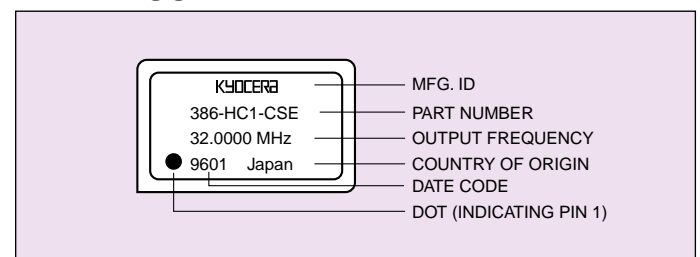 KYOCERA MFG. ID
386-HC1-CSE PART NUMBER
32.0000 MHz OUTPUT FREQUENCY
9601 Japan COUNTRY OF ORIGIN
DATE CODE
DOT (INDICATING PIN 1)